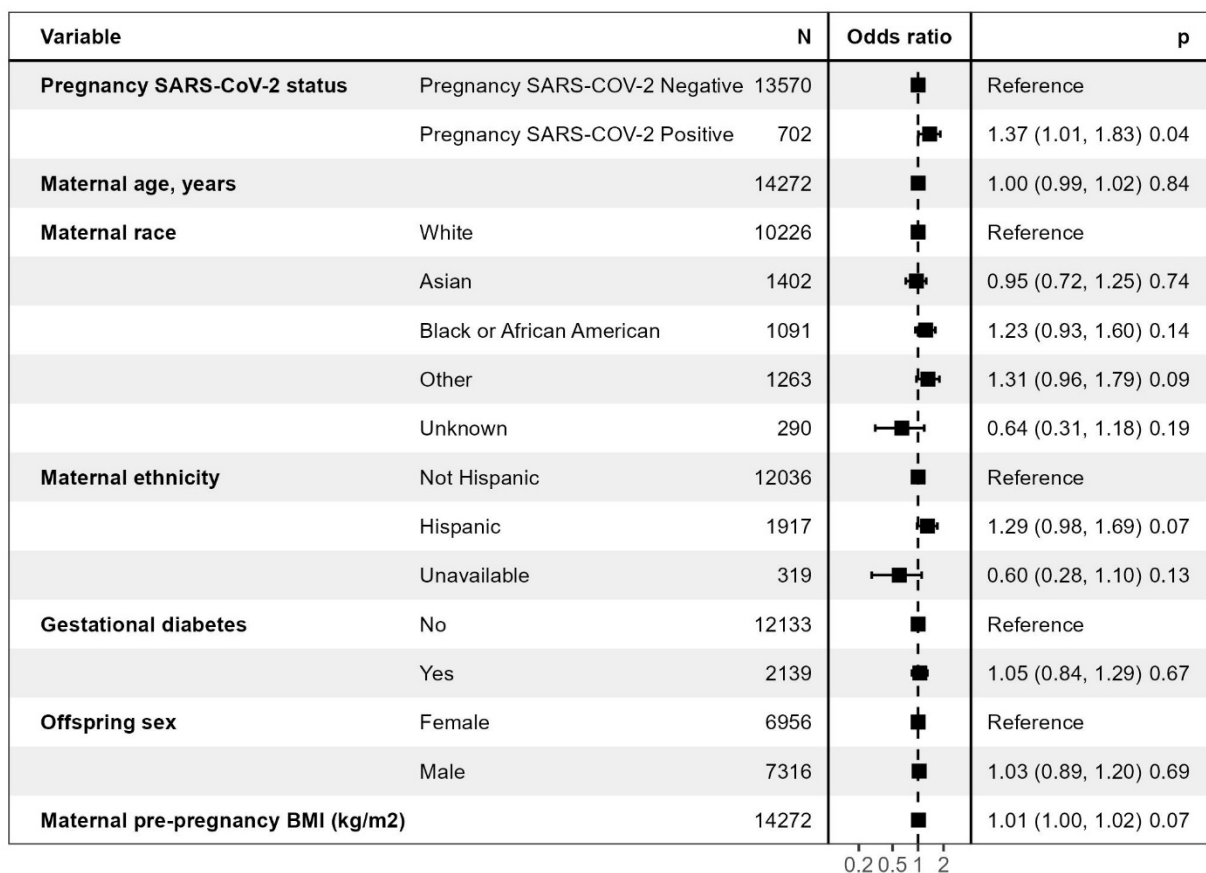 Variable N Odds ratio p
Pregnancy SARS-CoV-2 status Pregnancy SARS-COV-2 Negative 13570 Reference
Pregnancy SARS-COV-2 Positive 702 1.37 (1.01, 1.83) 0.04
Maternal age, years 14272 1.00 (0.99, 1.02) 0.84
Maternal race White 10226 Reference
Asian 1402 0.95 (0.72, 1.25) 0.74
Black or African American 1091 1.23 (0.93, 1.60) 0.14
Other 1263 1.31 (0.96, 1.79) 0.09
Unknown 290 0.64 (0.31, 1.18) 0.19
Maternal ethnicity Not Hispanic 12036 Reference
Hispanic 1917 1.29 (0.98, 1.69) 0.07
Unavailable 319 0.60 (0.28, 1.10) 0.13
Gestational diabetes No 12133 Reference
Yes 2139 1.05 (0.84, 1.29) 0.67
Offspring sex Female 6956 Reference
Male 7316 1.03 (0.89, 1.20) 0.69
Maternal pre-pregnancy BMI (kg/m2) 14272 1.01 (1.00, 1.02) 0.07
0.2 0.5 1 2